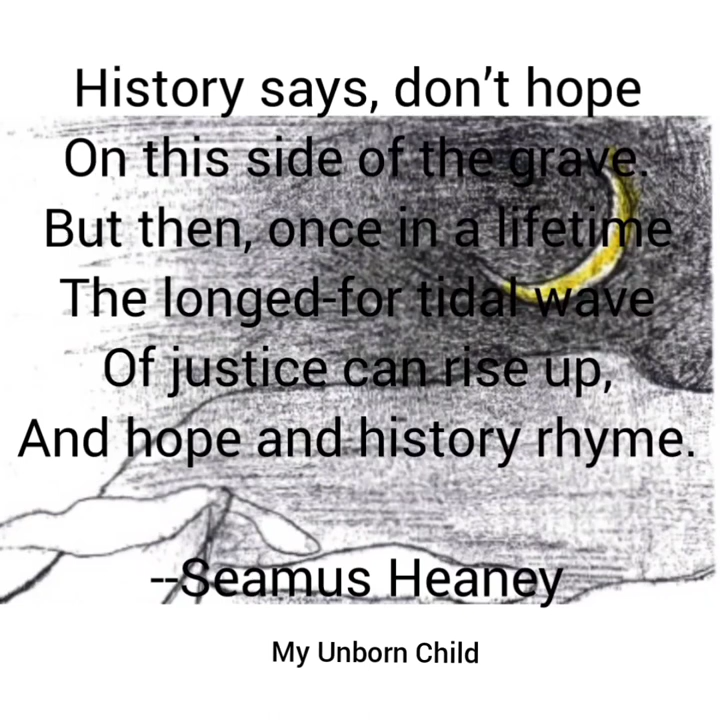 History says, don’t hope
On this side of the grave.
But then, once in a lifetime
The longed-for tidal wave
Of justice can rise up,
And hope and history rhyme.
--Seamus Heaney
My Unborn Child